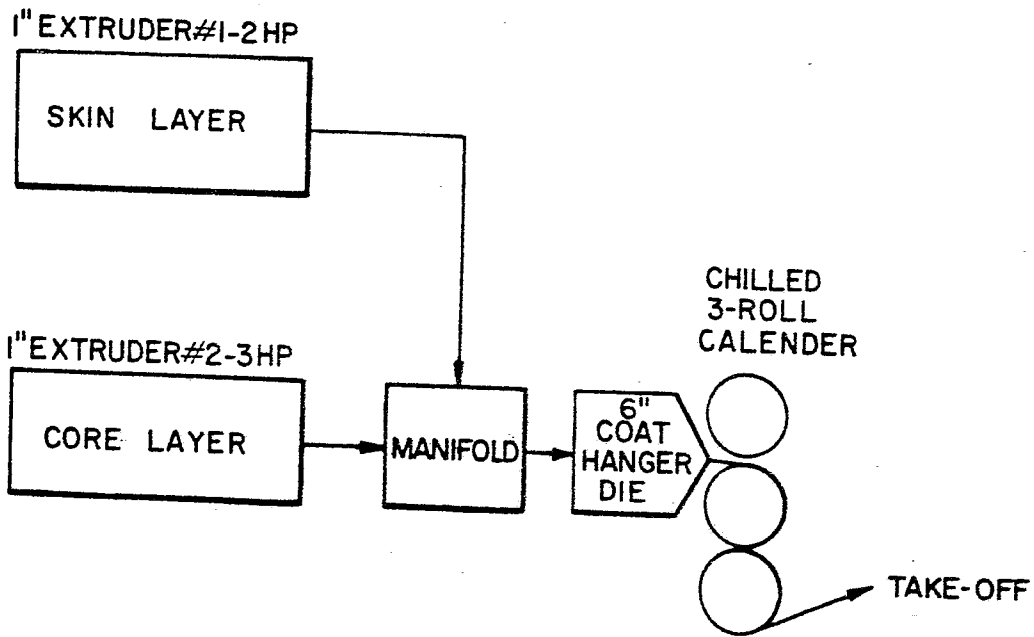 1" EXTRUDER#1-2HP
SKIN LAYER
CHILLED
3-ROLL
CALENDER
1" EXTRUDER#2-3HP
CORE LAYER
MANIFOLD
6"
COAT
HANGER
DIE
TAKE-OFF